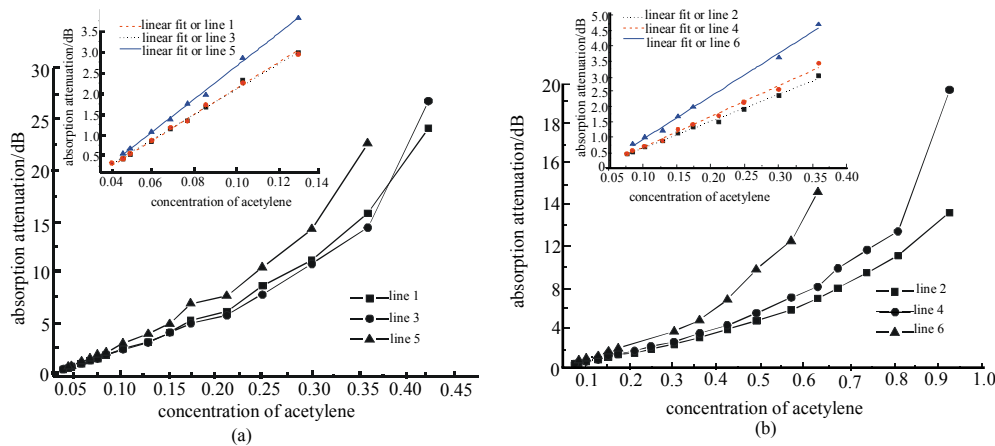 linear fit or line 1
linear fit or line 3
linear fit or line 5
absorption attenuation/dB
3.5
3.0
2.5
2.0
1.5
1.0
0.5
0.04 0.06 0.08 0.10 0.12 0.14
concentration of acetylene
absorption attenuation/dB
30
25
20
15
10
5
0
line 1
line 3
line 5
0.05 0.10 0.15 0.20 0.25 0.30 0.35 0.40 0.45
concentration of acetylene
(a)
(b)
linear fit or line 2
linear fit or line 4
linear fit or line 6
absorption attenuation/dB
5.0
4.5
4.0
3.5
3.0
2.5
2.0
1.5
1.0
0.5
0
0.05 0.10 0.15 0.20 0.25 0.30 0.35 0.40
concentration of acetylene
absorption attenuation/dB
20
18
16
14
12
8
4
0
line 2
line 4
line 6
0.1 0.2 0.3 0.4 0.5 0.6 0.7 0.8 0.9 1.0
concentration of acetylene
(b)